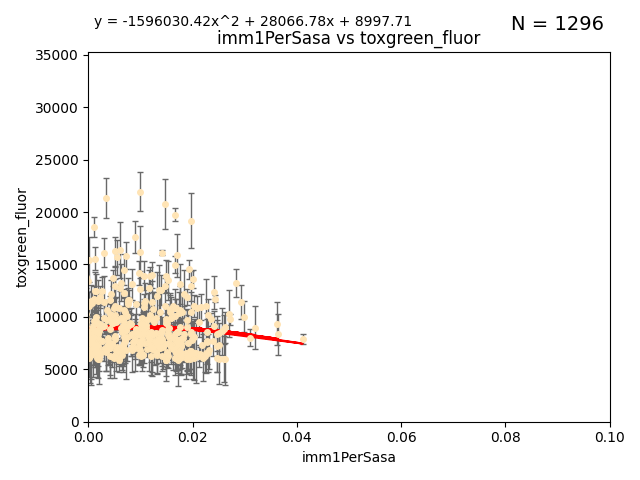 y = -1596030.42x^2 + 28066.78x + 8997.71
N = 1296
imm1PerSasa vs toxgreen_fluor
35000
30000
25000
20000
15000
10000
5000
0
toxgreen_fluor
0.00 0.02 0.04 0.06 0.08 0.10
imm1PerSasa